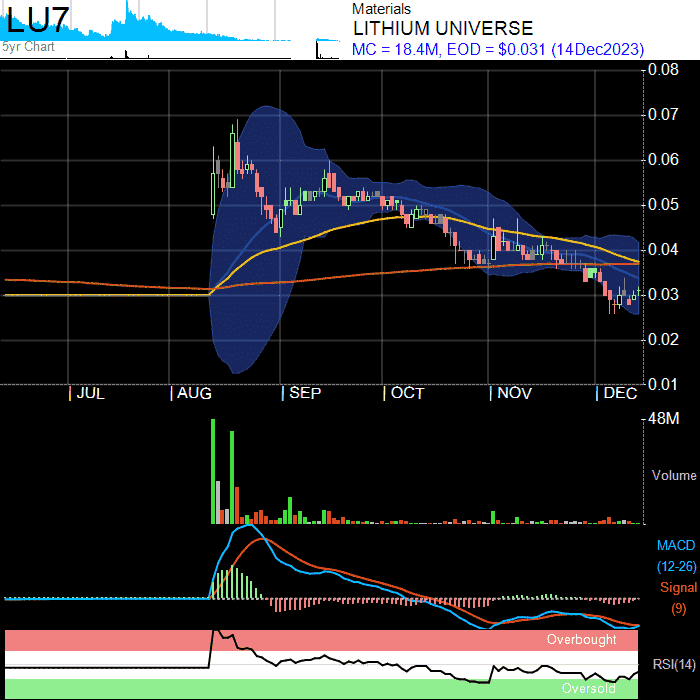 LU7
5yr Chart
Materials
LITHIUM UNIVERSE
MC = 18.4M, EOD = $0.031 (14Dec2023)
0.08
0.07
0.06
0.05
0.04
0.03
0.02
0.01
JUL AUG SEP OCT NOV DEC
48M
Volume
MACD
(12-26)
Signal
(9)
Overbought
RSI(14)
Oversold